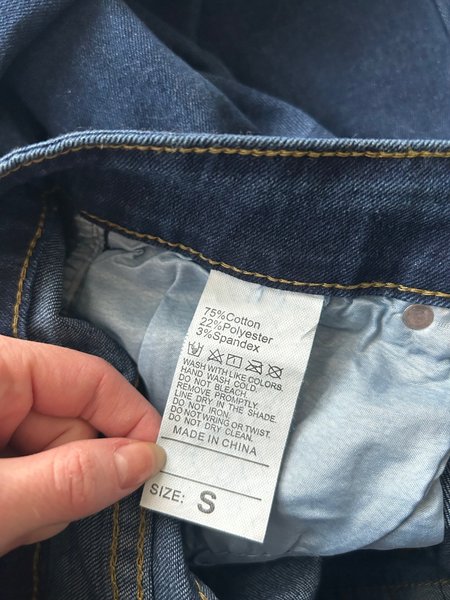 75%Cotton
22%Polyester
3%Spandex
WASH WITH LIKE COLORS.
HAND WASH COLD.
DO NOT BLEACH.
REMOVE PROMPTLY.
LINE DRY IN THE SHADE.
DO NOT IRON.
DO NOT WRING OR TWIST.
DO NOT DRY CLEAN.
MADE IN CHINA
SIZE: S